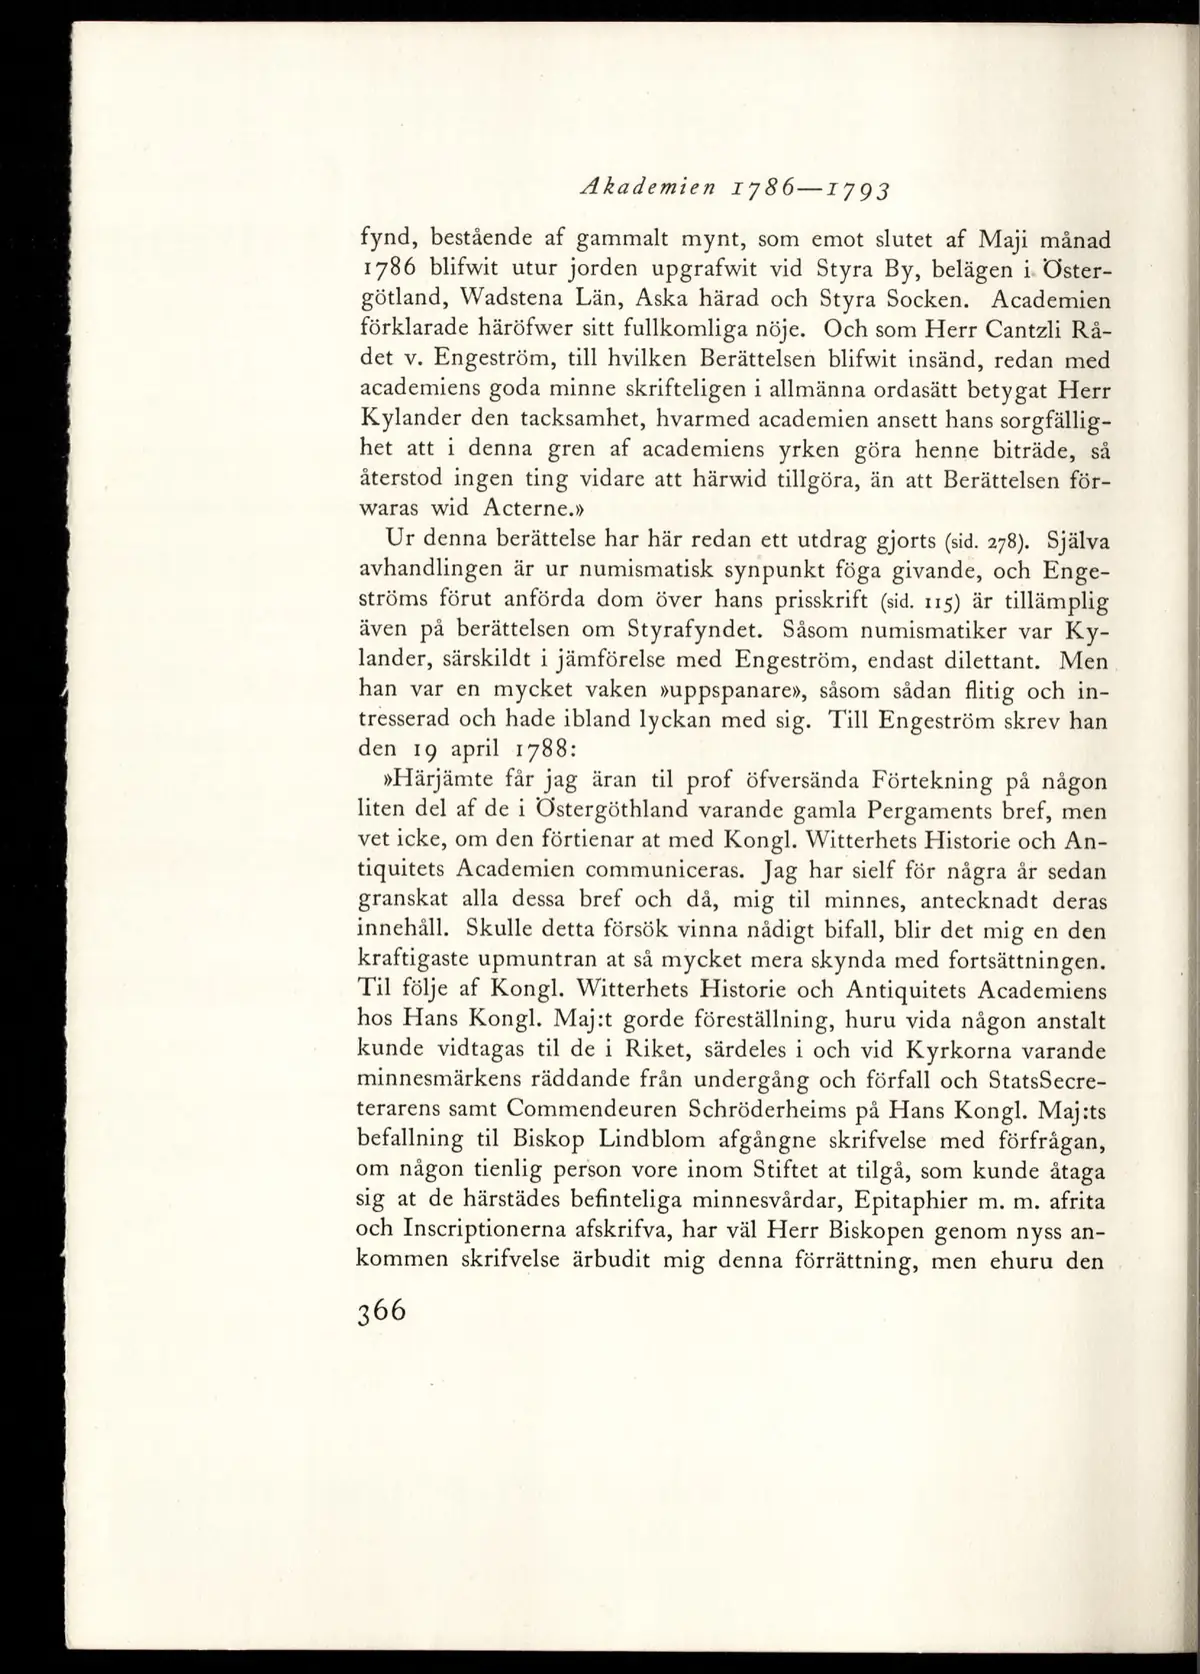 Akademien 1786—1793
fynd, bestående af gammalt mynt, som emot slutet af Maji månad
1786 blifwit utur jorden upgrafwit vid Styra By, belägen i Öster-
götland, Wadstena Län, Aska härad och Styra Socken. Academien
förklarade häröfwer sitt fullkomliga nöje. Och som Herr Cantzli Rå-
det v. Engeström, till hvilken Berättelsen blifwit insänd, redan med
academiens goda minne skrifteligen i allmänna ordasätt betygat Herr
Kylander den tacksamhet, hvarmed academien ansett hans sorgfällig-
het att i denna gren af academiens yrken göra henne biträde, så
återstod ingen ting vidare att härwid tillgöra, än att Berättelsen för-
waras wid Acterne.»
Ur denna berättelse har här redan ett utdrag gjorts (sid. 278). Själva
avhandlingen är ur numismatisk synpunkt föga givande, och Enge-
ströms förut anförda dom över hans prisskrift (sid. 115) är tillämplig
även på berättelsen om Styrafyndet. Såsom numismatiker var Ky-
lander, särskildt i jämförelse med Engeström, endast dilettant. Men
han var en mycket vaken »uppspanare», såsom sådan flitig och in-
tresserad och hade ibland lyckan med sig. Till Engeström skrev han
den 19 april 1788:
»Härjämte får jag äran til prof öfversända Förtekning på någon
liten del af de i Östergöthland varande gamla Pergaments bref, men
vet icke, om den förtienar at med Kongl. Witterhets Historie och An-
tiquitets Academien communiceras. Jag har sielf för några år sedan
granskat alla dessa bref och då, mig til minnes, antecknadt deras
innehåll. Skulle detta försök vinna nådigt bifall, blir det mig en den
kraftigaste upmuntran at så mycket mera skynda med fortsättningen.
Til följe af Kongl. Witterhets Historie och Antiquitets Academiens
hos Hans Kongl. Maj:t gorde föreställning, huru vida någon anstalt
kunde vidtagas til de i Riket, särdeles i och vid Kyrkorna varande
minnesmärkens räddande från undergång och förfall och StatsSecre-
terarens samt Commendeuren Schröderheims på Hans Kongl. Maj:ts
befallning til Biskop Lindblom afgångne skrifvelse med förfrågan,
om någon tienlig person vore inom Stiftet at tilgå, som kunde åtaga
sig at de härstädes befinteliga minnesvårdar, Epitaphier m. m. afrita
och Inscriptionerna afskrifva, har väl Herr Biskopen genom nyss an-
kommen skrifvelse ärbudit mig denna förrättning, men ehuru den
366